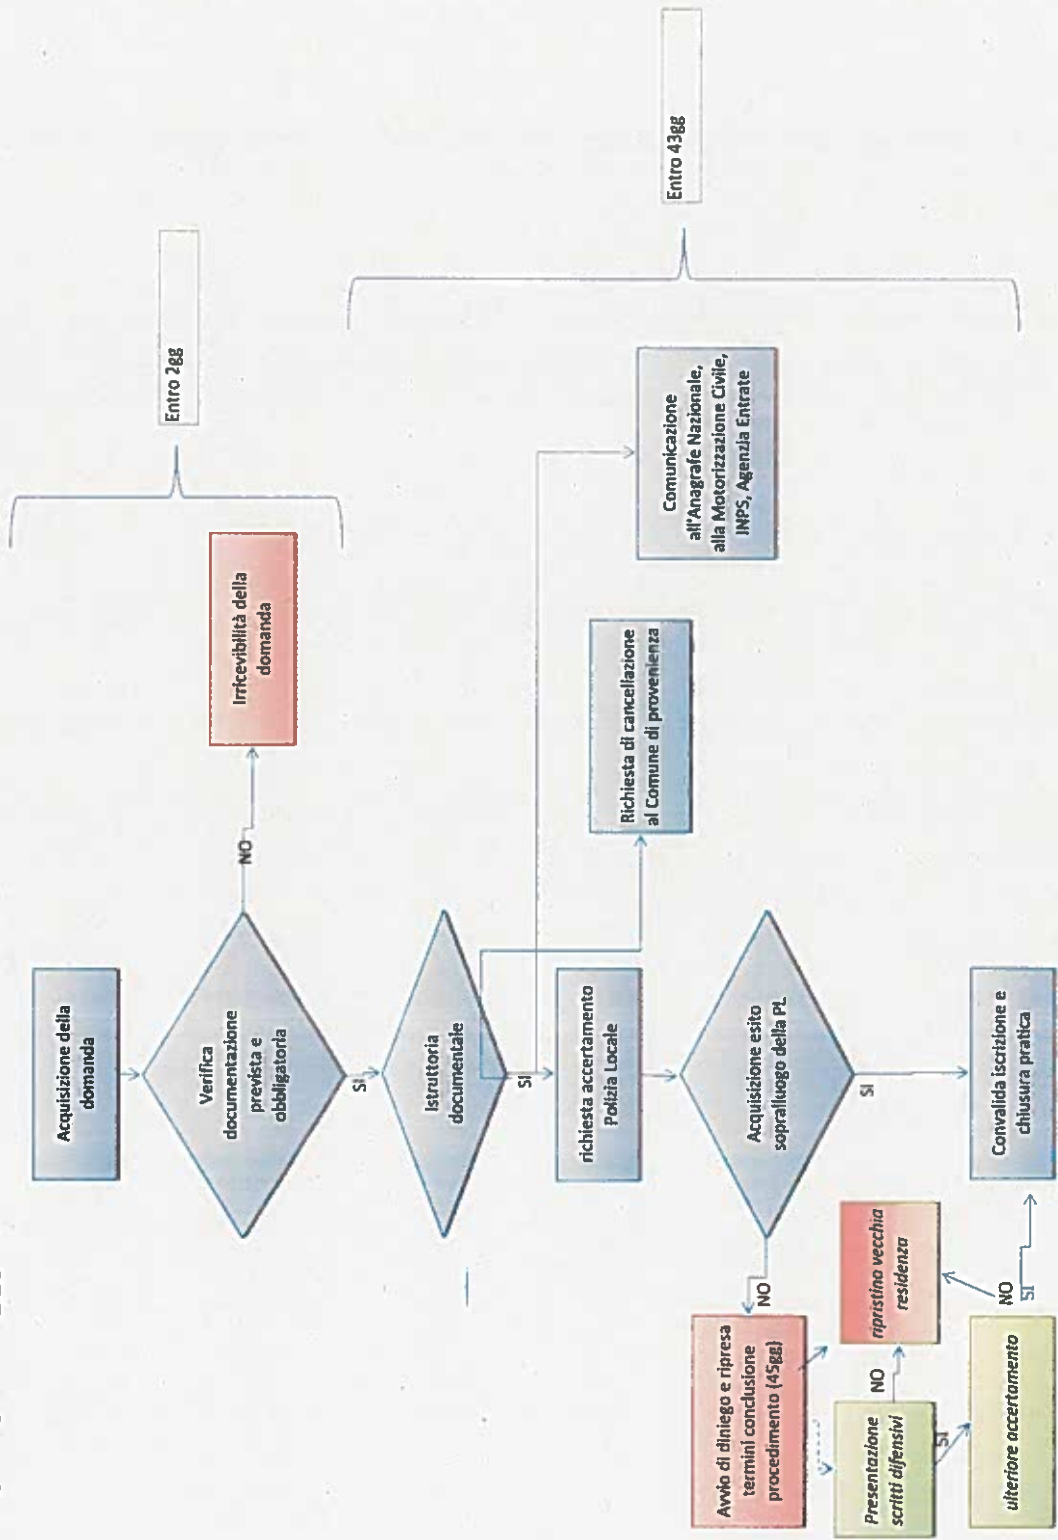 Acquisizione della
domanda
Entro 2gg
Verifica
documentazione
prevista e
obbligatoria
NO
Irricevibilità della
domanda
SI
Istruttoria
documentale
SI
Entro 43gg
richiesta accertamento
Polizia Locale
Richiesta di cancellazione
al Comune di provenienza
Comunicazione
all'Anagrafe Nazionale,
alla Motorizzazione Civile,
INPS, Agenzia Entrate
Acquisizione esito
sopralluogo della PL
NO
SI
Avvio di diniego e ripresa
termini conclusione
procedimento (45gg)
Presentazione
scritti difensivi
NO
ripristino vecchia
residenza
SI
ulteriore accertamento
NO
SI
Convalida iscrizione e
chiusura pratica